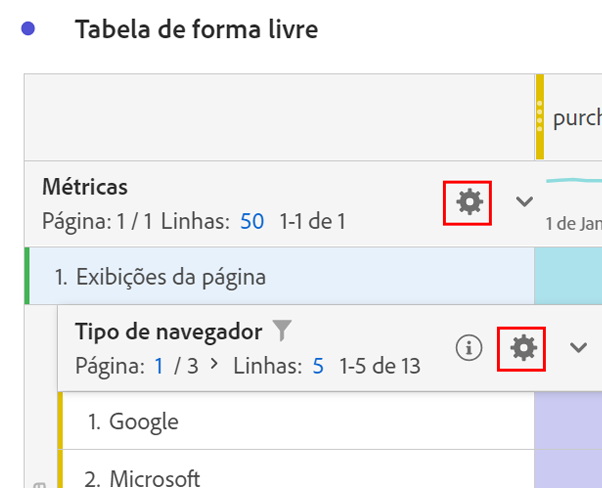 Tabela de forma livre
purch
Métricas
Página: 1 / 1 Linhas: 50 1-1 de 1
1 de Jan
1. Exibições da página
Tipo de navegador
Página: 1 / 3 > Linhas: 5 1-5 de 13
1. Google
2. Microsoft